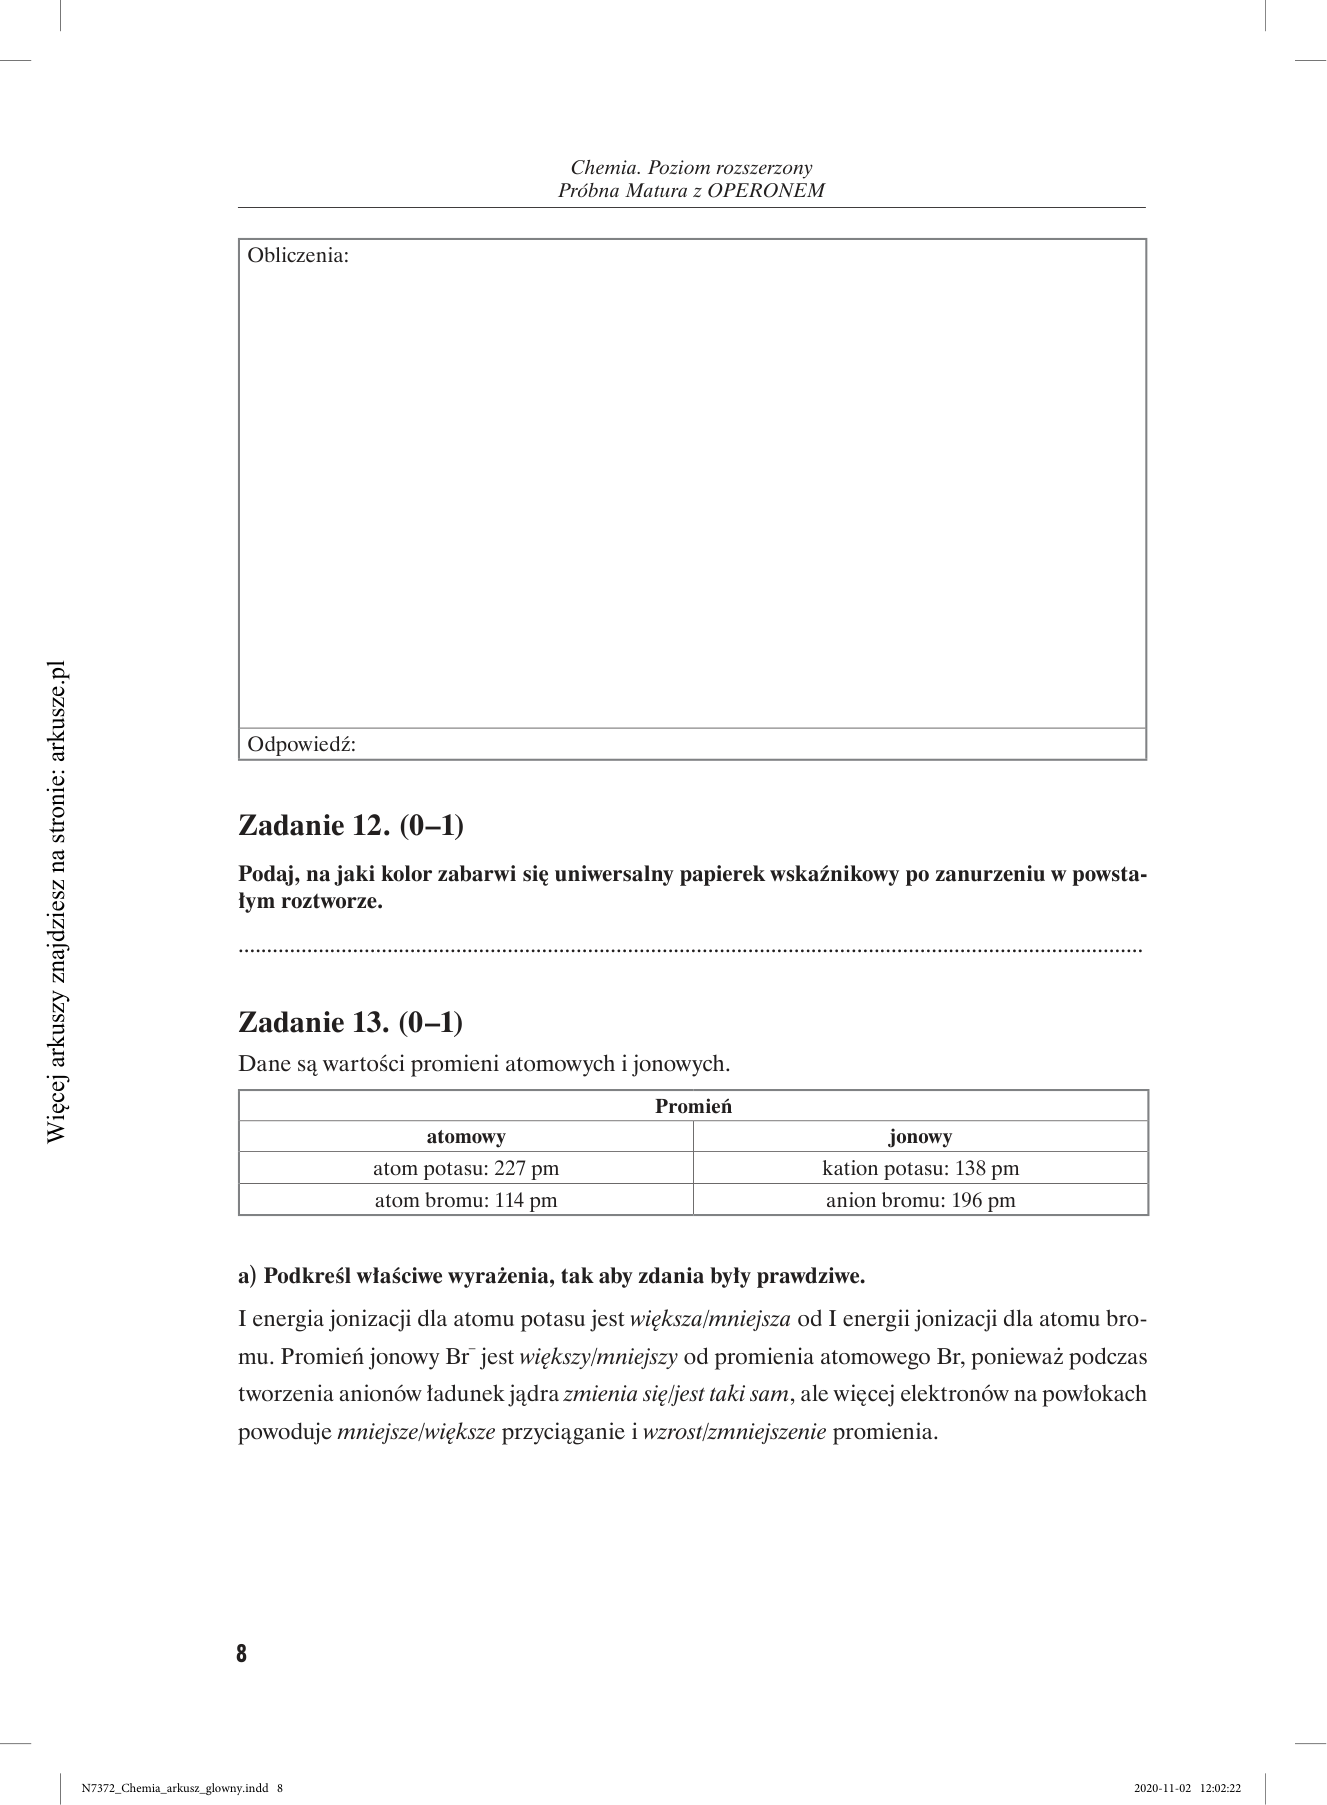 Chemia. Poziom rozszerzony
Próbna Matura z OPERONEM
Obliczenia:
Odpowiedź:
Zadanie 12. (0–1)
Podaj, na jaki kolor zabarwi się uniwersalny papierek wskaźnikowy po zanurzeniu w powsta-
łym roztworze.
Zadanie 13. (0–1)
Dane są wartości promieni atomowych i jonowych.
Promień
atomowy jonowy
atom potasu: 227 pm kation potasu: 138 pm
atom bromu: 114 pm anion bromu: 196 pm
a) Podkreśl właściwe wyrażenia, tak aby zdania były prawdziwe.
I energia jonizacji dla atomu potasu jest większa/mniejsza od I energii jonizacji dla atomu bro-
mu. Promień jonowy Br⁻ jest większy/mniejszy od promienia atomowego Br, ponieważ podczas
tworzenia anionów ładunek jądra zmienia się/jest taki sam, ale więcej elektronów na powłokach
powoduje mniejsze/większe przyciąganie i wzrost/zmniejszenie promienia.
8
Więcej arkuszy znajdziesz na stronie: arkusze.pl
N7372_Chemia_arkusz_glowny.indd 8 2020-11-02 12:02:22